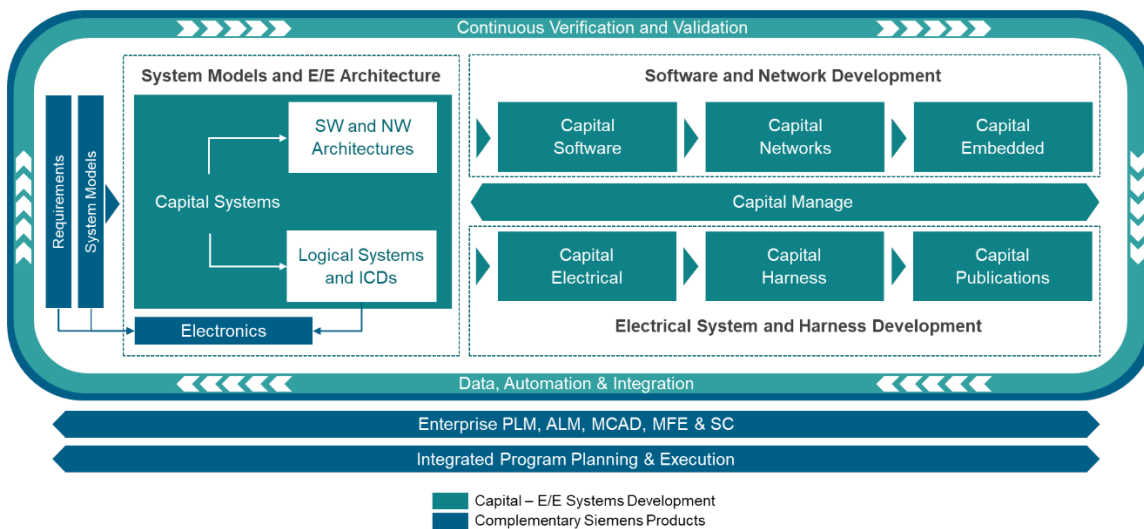 Continuous Verification and Validation
System Models and E/E Architecture
Software and Network Development
Requirements
System Models
SW and NW
Architectures
Capital Systems
Logical Systems
and ICDs
Electronics
Capital
Software
Capital
Networks
Capital
Embedded
Capital Manage
Capital
Electrical
Capital
Harness
Capital
Publications
Electrical System and Harness Development
Data, Automation & Integration
Enterprise PLM, ALM, MCAD, MFE & SC
Integrated Program Planning & Execution
Capital – E/E Systems Development
Complementary Siemens Products